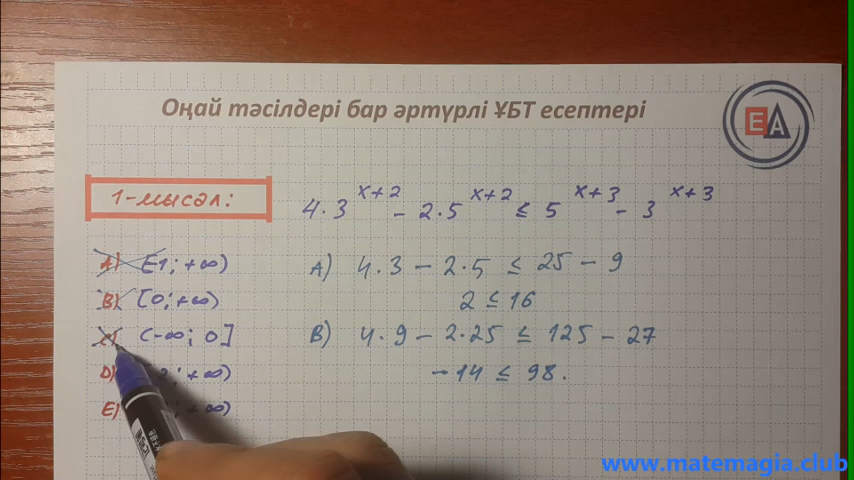 Оңай тәсілдері бар әртүрлі ҰБТ есептері
EA
1-мысал:
4·3^(x+2) - 2·5^(x+2) ≤ 5^(x+3) - 3^(x+3)
A) [-1; +∞)
B) [0; +∞)
(-∞; 0]
D) ; +∞)
E) ; +∞)
A) 4·3 - 2·5 ≤ 25 - 9
2 ≤ 16
B) 4·9 - 2·25 ≤ 125 - 27
-14 ≤ 98.
www.matemagia.club